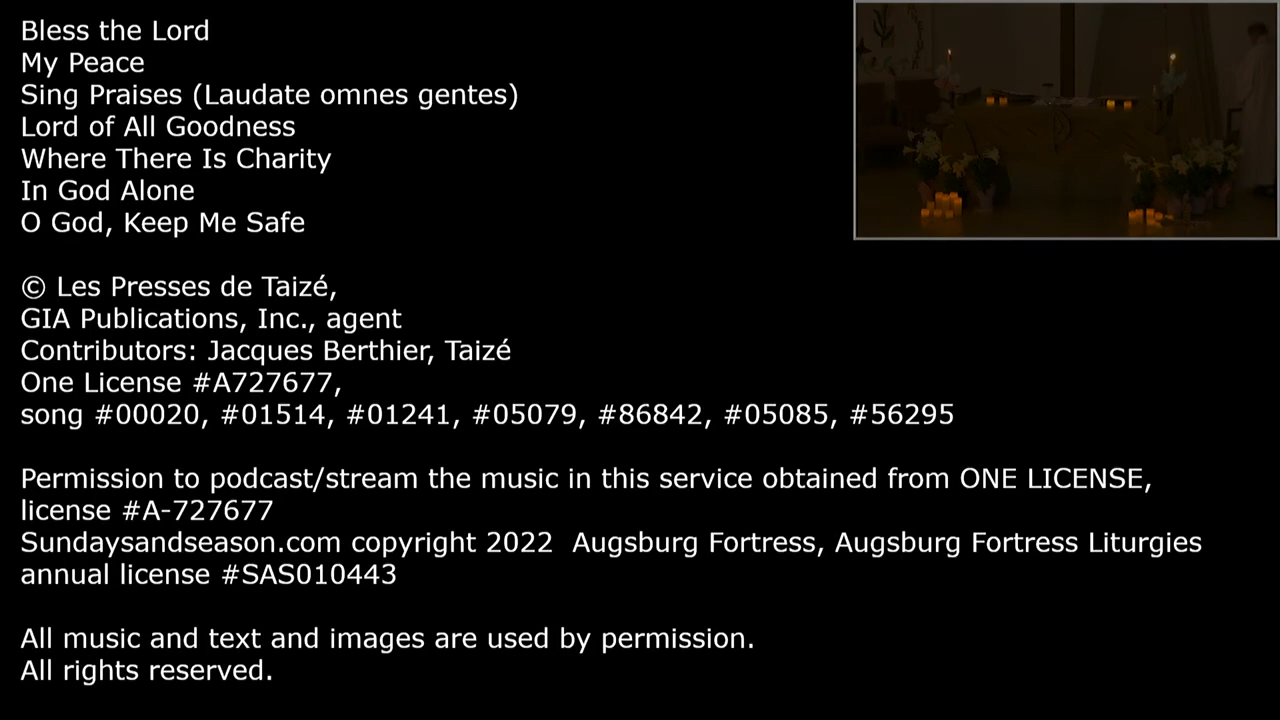 Bless the Lord
My Peace
Sing Praises (Laudate omnes gentes)
Lord of All Goodness
Where There Is Charity
In God Alone
O God, Keep Me Safe
© Les Presses de Taizé,
GIA Publications, Inc., agent
Contributors: Jacques Berthier, Taizé
One License #A727677,
song #00020, #01514, #01241, #05079, #86842, #05085, #56295
Permission to podcast/stream the music in this service obtained from ONE LICENSE,
license #A-727677
Sundaysandseason.com copyright 2022  Augsburg Fortress, Augsburg Fortress Liturgies
annual license #SAS010443
All music and text and images are used by permission.
All rights reserved.